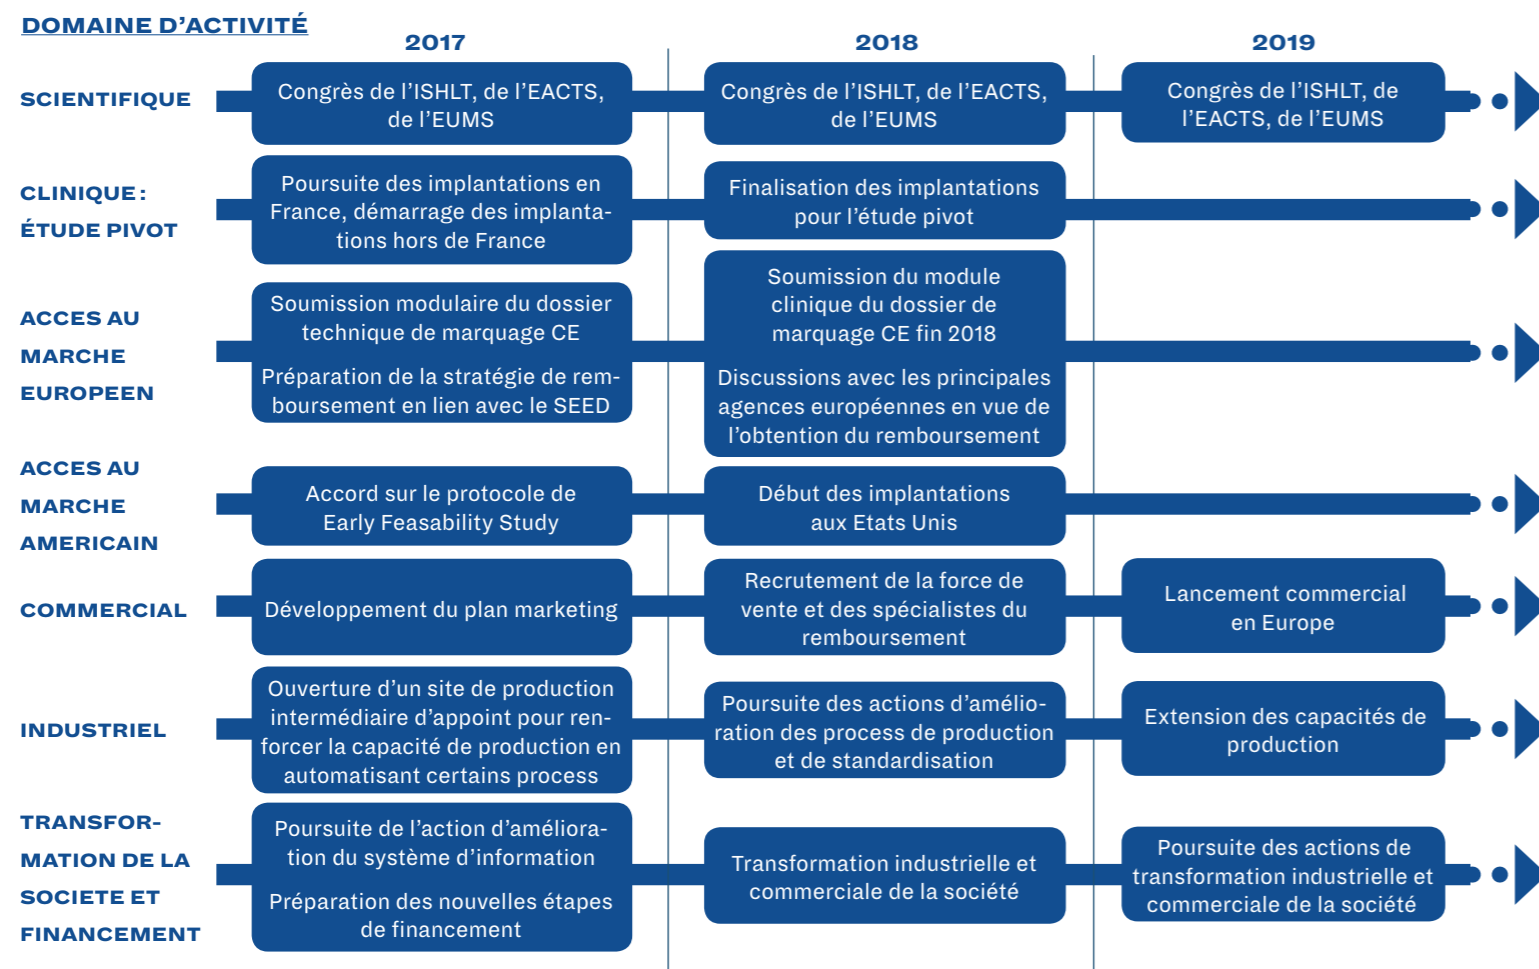 DOMAINE D’ACTIVITÉ
2017
2018
2019
SCIENTIFIQUE
Congrès de l’ISHLT, de l’EACTS,
de l’EUMS
Congrès de l’ISHLT, de l’EACTS,
de l’EUMS
Congrès de l’ISHLT, de
l’EACTS, de l’EUMS
CLINIQUE :
ÉTUDE PIVOT
Poursuite des implantations en
France, démarrage des implanta-
tions hors de France
Finalisation des implantations
pour l’étude pivot
ACCES AU
MARCHE
EUROPEEN
Soumission modulaire du dossier
technique de marquage CE
Préparation de la stratégie de rem-
boursement en lien avec le SEED
Soumission du module
clinique du dossier de
marquage CE fin 2018
Discussions avec les principales
agences européennes en vue de
l’obtention du remboursement
ACCES AU
MARCHE
AMERICAIN
Accord sur le protocole de
Early Feasability Study
Début des implantations
aux Etats Unis
COMMERCIAL
Développement du plan marketing
Recrutement de la force de
vente et des spécialistes du
remboursement
Lancement commercial
en Europe
INDUSTRIEL
Ouverture d’un site de production
intermédiaire d’appoint pour ren-
forcer la capacité de production en
automatisant certains process
Poursuite des actions d’amélio-
ration des process de production
et de standardisation
Extension des capacités de
production
TRANSFOR-
MATION DE LA
SOCIETE ET
FINANCEMENT
Poursuite de l’action d’améliora-
tion du système d’information
Préparation des nouvelles étapes
de financement
Transformation industrielle et
commerciale de la société
Poursuite des actions de
transformation industrielle et
commerciale de la société